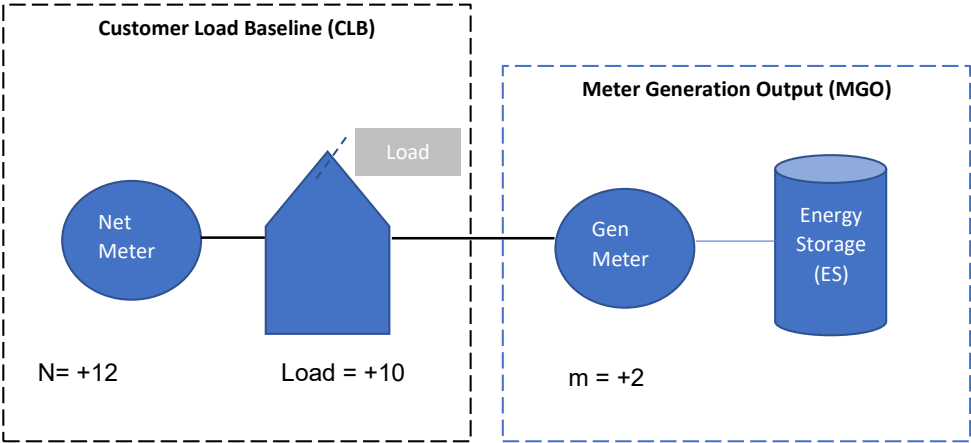 Customer Load Baseline (CLB)
Meter Generation Output (MGO)
Load
Net
Meter
Gen
Meter
Energy
Storage
(ES)
N= +12
Load = +10
m = +2